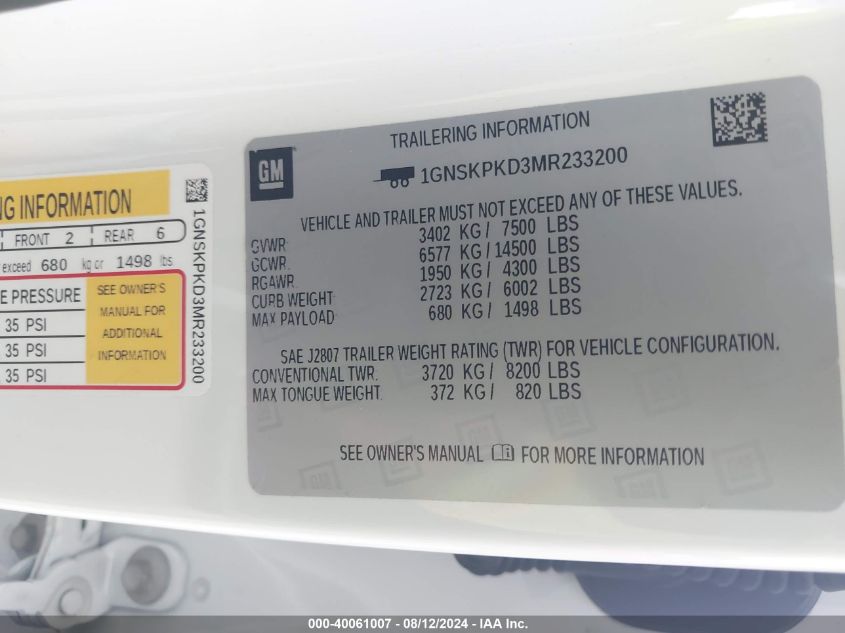 NG INFORMATION
FRONT 2 REAR 6
exceed 680 kg or 1498 lbs
E PRESSURE
35 PSI
35 PSI
35 PSI
SEE OWNER'S
MANUAL FOR
ADDITIONAL
INFORMATION
1GNSKPKD3MR233200
GM
TRAILERING INFORMATION
1GNSKPKD3MR233200
VEHICLE AND TRAILER MUST NOT EXCEED ANY OF THESE VALUES.
GVWR: 3402 KG/ 7500 LBS
GCWR: 6577 KG/ 14500 LBS
RGAWR: 1950 KG/ 4300 LBS
CURB WEIGHT: 2723 KG/ 6002 LBS
MAX PAYLOAD: 680 KG/ 1498 LBS
SAE J2807 TRAILER WEIGHT RATING (TWR) FOR VEHICLE CONFIGURATION.
CONVENTIONAL TWR: 3720 KG/ 8200 LBS
MAX TONGUE WEIGHT: 372 KG/ 820 LBS
SEE OWNER'S MANUAL FOR MORE INFORMATION
000-40061007 - 08/12/2024 - IAA Inc.